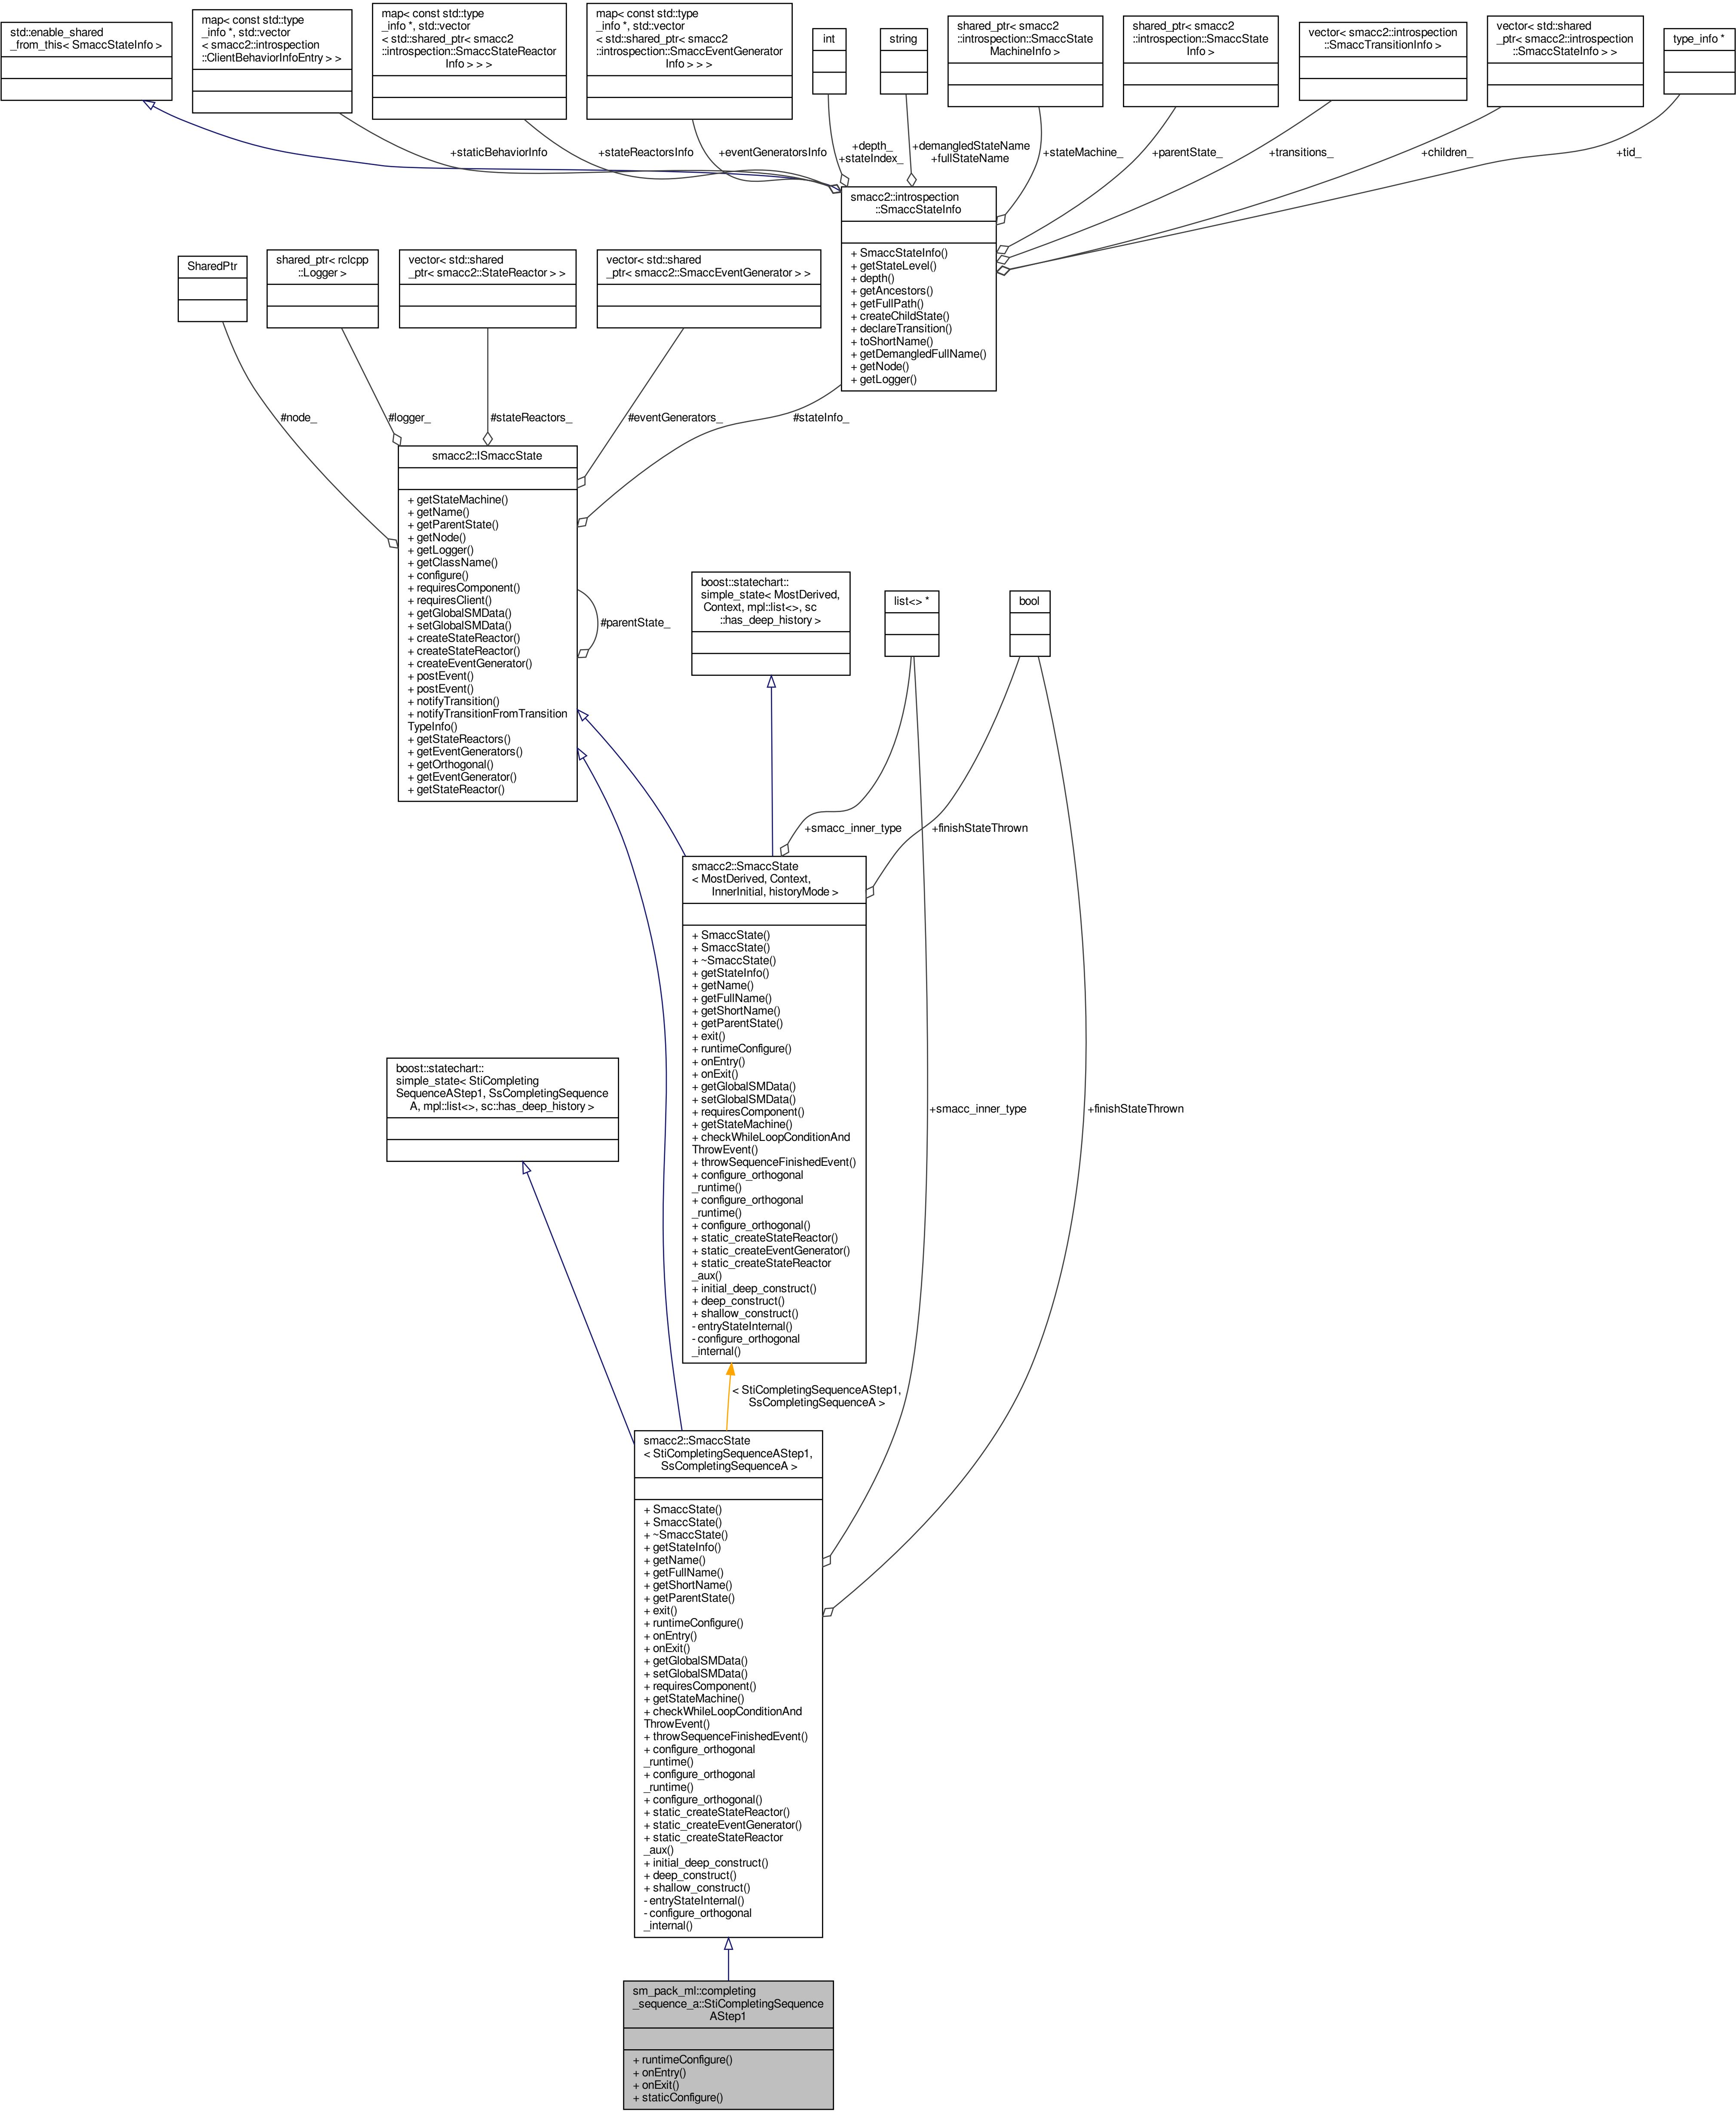 std::enable_shared
_from_this< SmaccStateInfo >
map< const std::type
_info *, std::vector
< smacc2::introspection
::ClientBehaviorInfoEntry > >
map< const std::type
_info *, std::vector
< std::shared_ptr< smacc2
::introspection::SmaccStateReactor
Info > > >
map< const std::type
_info *, std::vector
< std::shared_ptr< smacc2
::introspection::SmaccEventGenerator
Info > > >
int
string
shared_ptr< smacc2
::introspection::SmaccState
MachineInfo >
shared_ptr< smacc2
::introspection::SmaccState
Info >
vector< smacc2::introspection
::SmaccTransitionInfo >
vector< std::shared
_ptr< smacc2::introspection
::SmaccStateInfo > >
type_info *
+staticBehaviorInfo
+stateReactorsInfo
+eventGeneratorsInfo
+depth_
+stateIndex_
+demangledStateName
+fullStateName
+stateMachine_
+parentState_
+transitions_
+children_
+tid_
smacc2::introspection
::SmaccStateInfo
+ SmaccStateInfo()
+ getStateLevel()
+ depth()
+ getAncestors()
+ getFullPath()
+ createChildState()
+ declareTransition()
+ toShortName()
+ getDemangledFullName()
+ getNode()
+ getLogger()
SharedPtr
shared_ptr< rclcpp
::Logger >
vector< std::shared
_ptr< smacc2::StateReactor > >
vector< std::shared
_ptr< smacc2::SmaccEventGenerator > >
#node_
#logger_
#stateReactors_
#eventGenerators_
#stateInfo_
smacc2::ISmaccState
+ getStateMachine()
+ getName()
+ getParentState()
+ getNode()
+ getLogger()
+ getClassName()
+ configure()
+ requiresComponent()
+ requiresClient()
+ getGlobalSMData()
+ setGlobalSMData()
+ createStateReactor()
+ createStateReactor()
+ createEventGenerator()
+ postEvent()
+ postEvent()
+ notifyTransition()
+ notifyTransitionFromTransition
TypeInfo()
+ getStateReactors()
+ getEventGenerators()
+ getOrthogonal()
+ getEventGenerator()
+ getStateReactor()
#parentState_
boost::statechart::
simple_state< MostDerived,
Context, mpl::list<>, sc
::has_deep_history >
list<> *
bool
+smacc_inner_type
+finishStateThrown
smacc2::SmaccState
< MostDerived, Context,
InnerInitial, historyMode >
+ SmaccState()
+ SmaccState()
+ ~SmaccState()
+ getStateInfo()
+ getName()
+ getFullName()
+ getShortName()
+ getParentState()
+ exit()
+ runtimeConfigure()
+ onEntry()
+ onExit()
+ getGlobalSMData()
+ setGlobalSMData()
+ requiresComponent()
+ getStateMachine()
+ checkWhileLoopConditionAnd
ThrowEvent()
+ throwSequenceFinishedEvent()
+ configure_orthogonal
_runtime()
+ configure_orthogonal
_runtime()
+ configure_orthogonal()
+ static_createStateReactor()
+ static_createEventGenerator()
+ static_createStateReactor
_aux()
+ initial_deep_construct()
+ deep_construct()
+ shallow_construct()
- entryStateInternal()
- configure_orthogonal
_internal()
boost::statechart::
simple_state< StiCompleting
SequenceAStep1, SsCompletingSequence
A, mpl::list<>, sc::has_deep_history >
+smacc_inner_type
+finishStateThrown
< StiCompletingSequenceAStep1,
SsCompletingSequenceA >
smacc2::SmaccState
< StiCompletingSequenceAStep1,
SsCompletingSequenceA >
+ SmaccState()
+ SmaccState()
+ ~SmaccState()
+ getStateInfo()
+ getName()
+ getFullName()
+ getShortName()
+ getParentState()
+ exit()
+ runtimeConfigure()
+ onEntry()
+ onExit()
+ getGlobalSMData()
+ setGlobalSMData()
+ requiresComponent()
+ getStateMachine()
+ checkWhileLoopConditionAnd
ThrowEvent()
+ throwSequenceFinishedEvent()
+ configure_orthogonal
_runtime()
+ configure_orthogonal
_runtime()
+ configure_orthogonal()
+ static_createStateReactor()
+ static_createEventGenerator()
+ static_createStateReactor
_aux()
+ initial_deep_construct()
+ deep_construct()
+ shallow_construct()
- entryStateInternal()
- configure_orthogonal
_internal()
sm_pack_ml::completing
_sequence_a::StiCompletingSequence
AStep1
+ runtimeConfigure()
+ onEntry()
+ onExit()
+ staticConfigure()